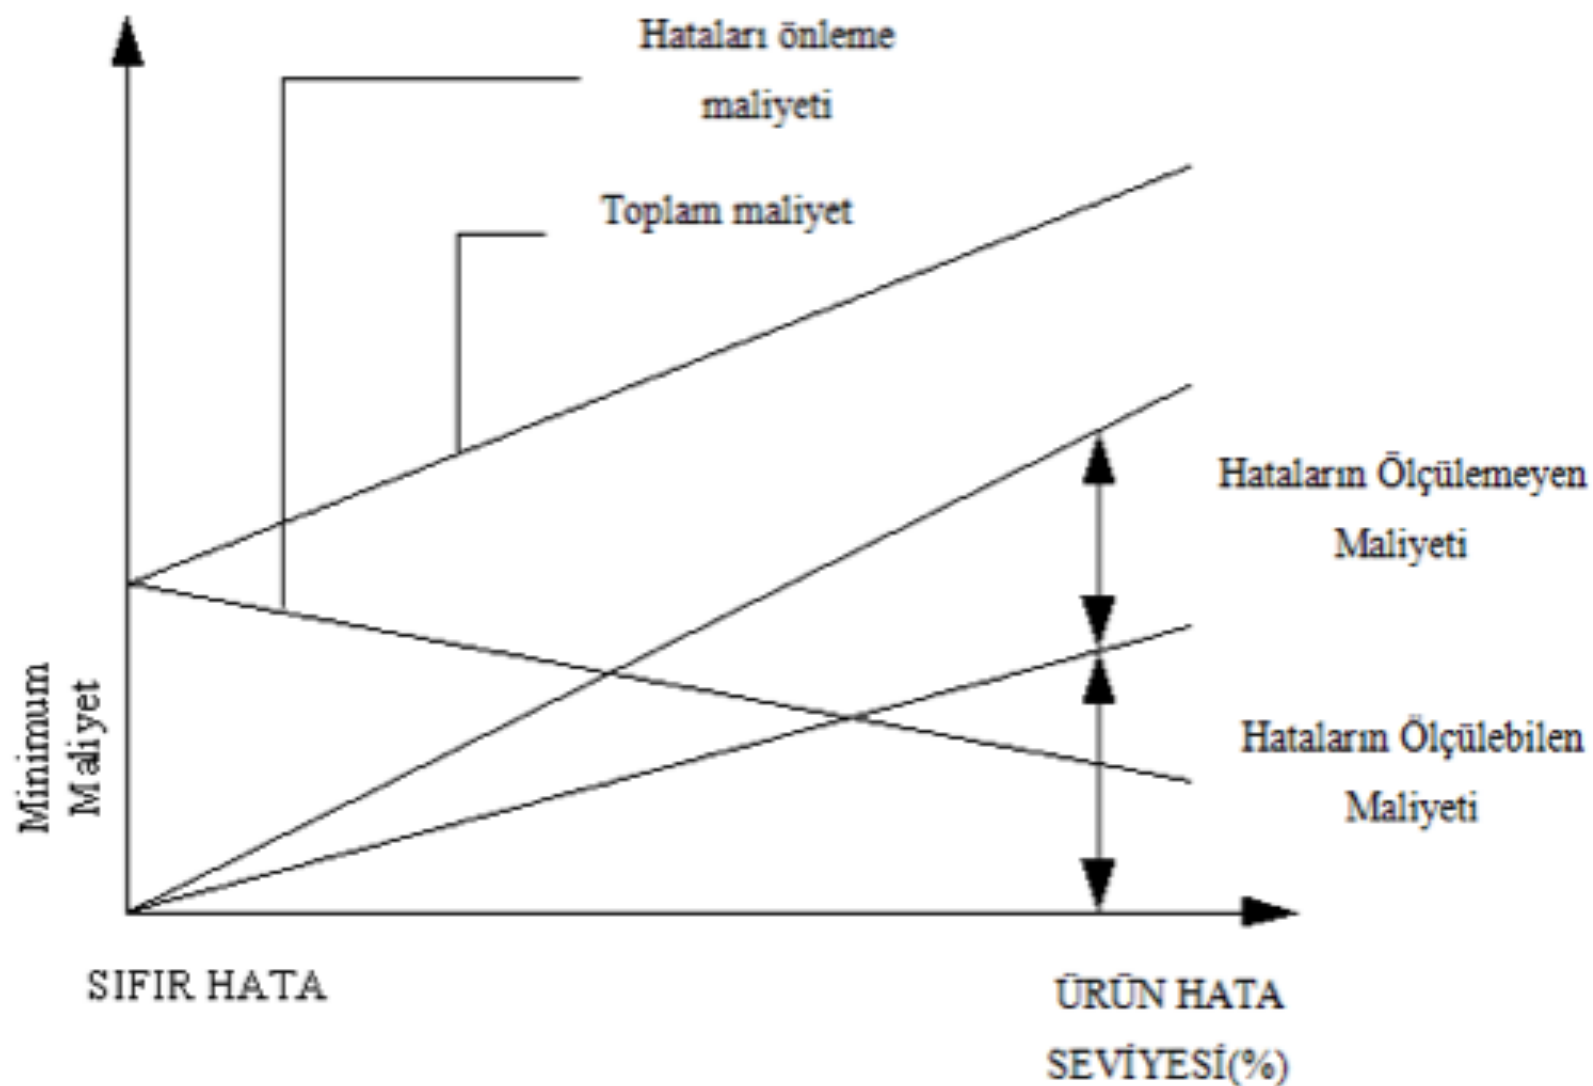 Hataları önleme
maliyeti
Toplam maliyet
Hataların Ölçülemeyen
Maliyeti
Hataların Ölçülebilen
Maliyeti
Minimum
Maliyet
SIFIR HATA
ÜRÜN HATA
SEVİYESİ(%)